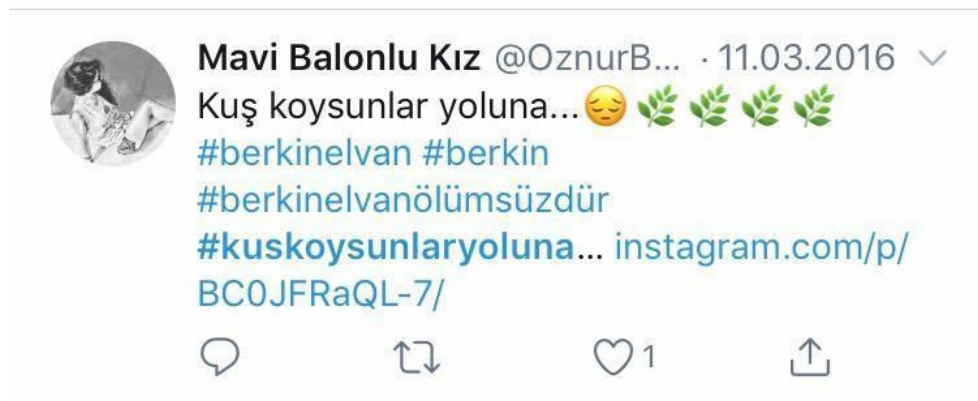 Mavi Balonlu Kız @OznurB... · 11.03.2016
Kuş koysunlar yoluna...😔🌿🌿🌿🌿
#berkinelvan #berkin
#berkinelvanölümsüzdür
#kuskoysunlaryoluna... instagram.com/p/
BC0JFRaQL-7/
1